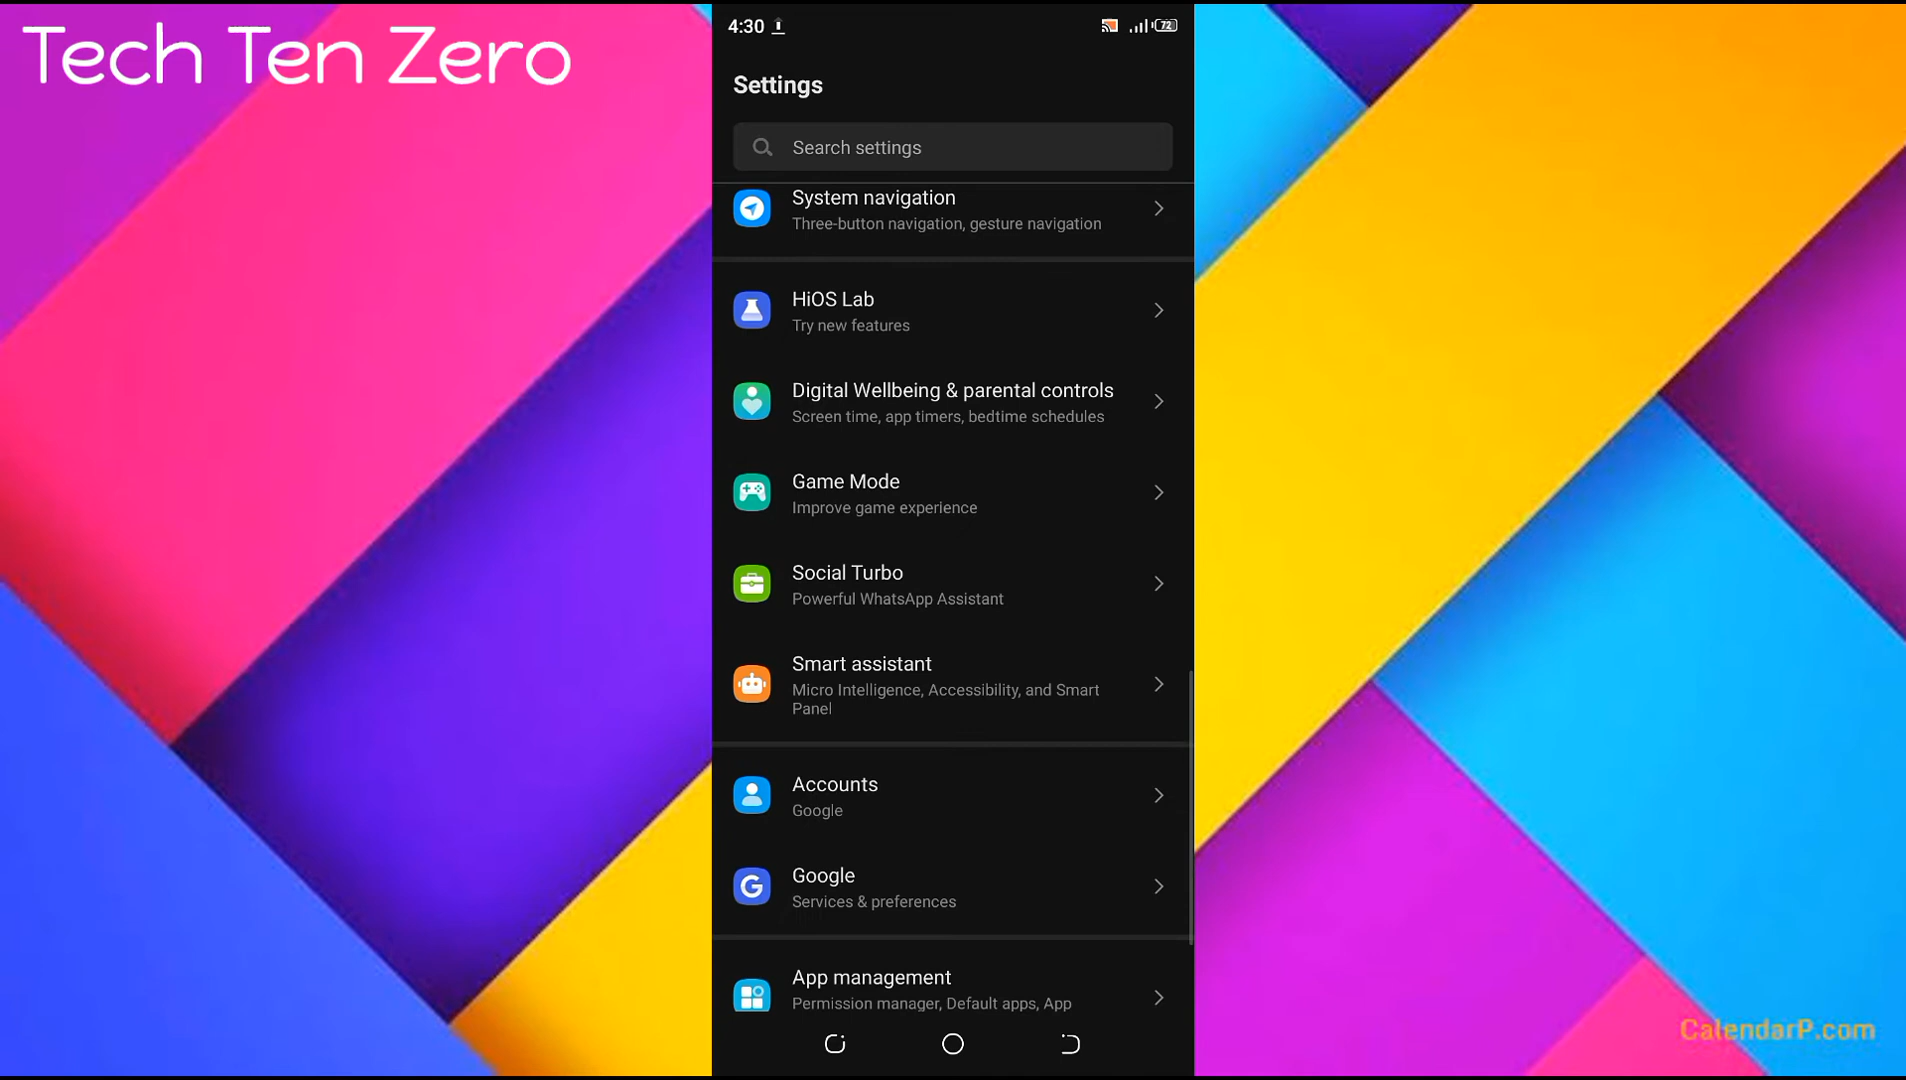 Tech Ten Zero
4:30
72
Settings
Search settings
System navigation
Three-button navigation, gesture navigation
HiOS Lab
Try new features
Digital Wellbeing & parental controls
Screen time, app timers, bedtime schedules
Game Mode
Improve game experience
Social Turbo
Powerful WhatsApp Assistant
Smart assistant
Micro Intelligence, Accessibility, and Smart
Panel
Accounts
Google
Google
Services & preferences
App management
Permission manager, Default apps, App
CalendarP.com